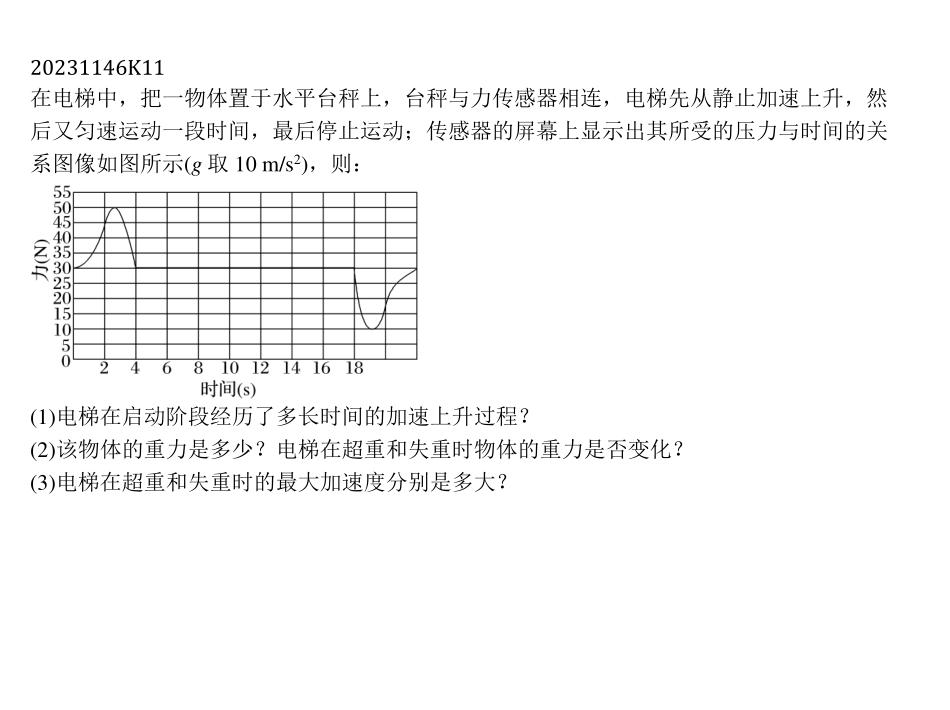 20231146K11
在电梯中，把一物体置于水平台秤上，台秤与力传感器相连，电梯先从静止加速上升，然
后又匀速运动一段时间，最后停止运动；传感器的屏幕上显示出其所受的压力与时间的关
系图像如图所示(g 取 10 m/s²)，则：
55
50
45
40
35
30
25
20
15
10
5
0
力(N)
2 4 6 8 10 12 14 16 18
时间(s)
(1)电梯在启动阶段经历了多长时间的加速上升过程？
(2)该物体的重力是多少？电梯在超重和失重时物体的重力是否变化？
(3)电梯在超重和失重时的最大加速度分别是多大？